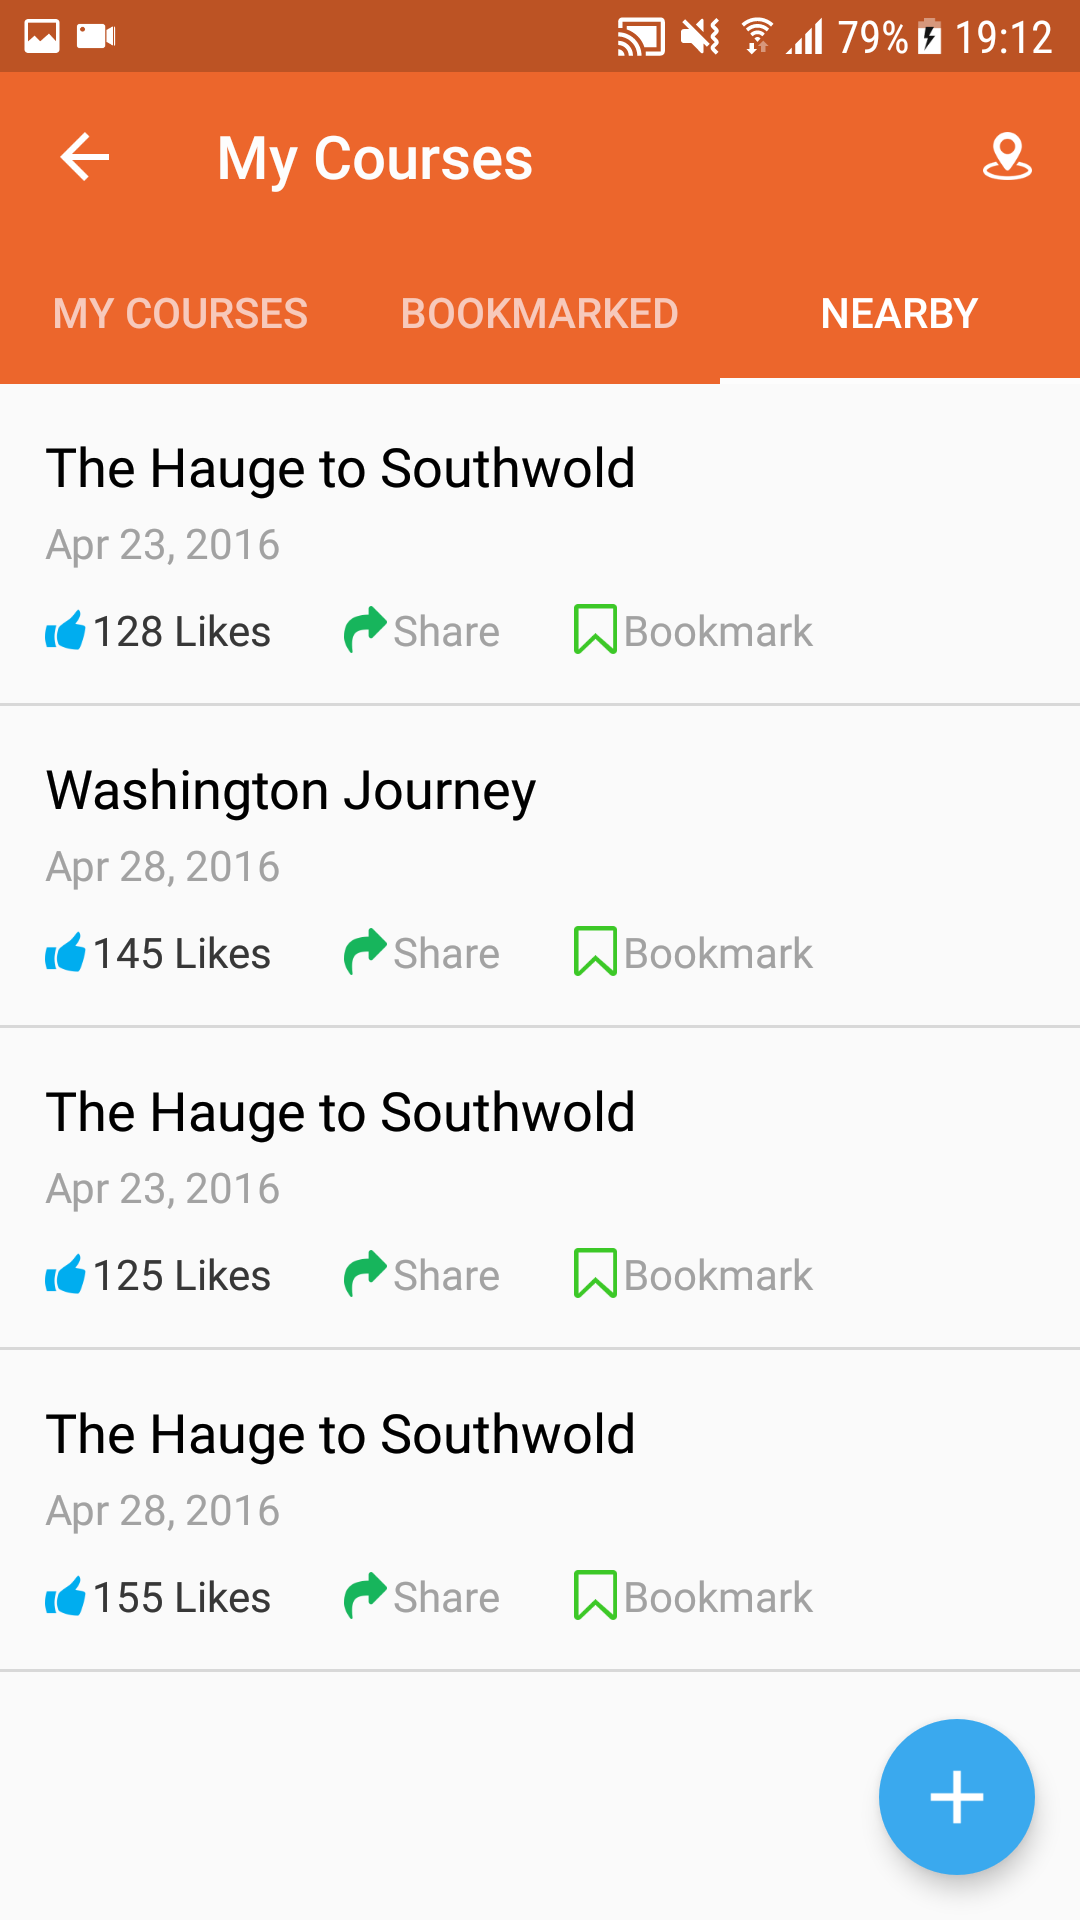 79% 19:12
My Courses
MY COURSES BOOKMARKED NEARBY
The Hauge to Southwold
Apr 23, 2016
128 Likes Share Bookmark
Washington Journey
Apr 28, 2016
145 Likes Share Bookmark
The Hauge to Southwold
Apr 23, 2016
125 Likes Share Bookmark
The Hauge to Southwold
Apr 28, 2016
155 Likes Share Bookmark